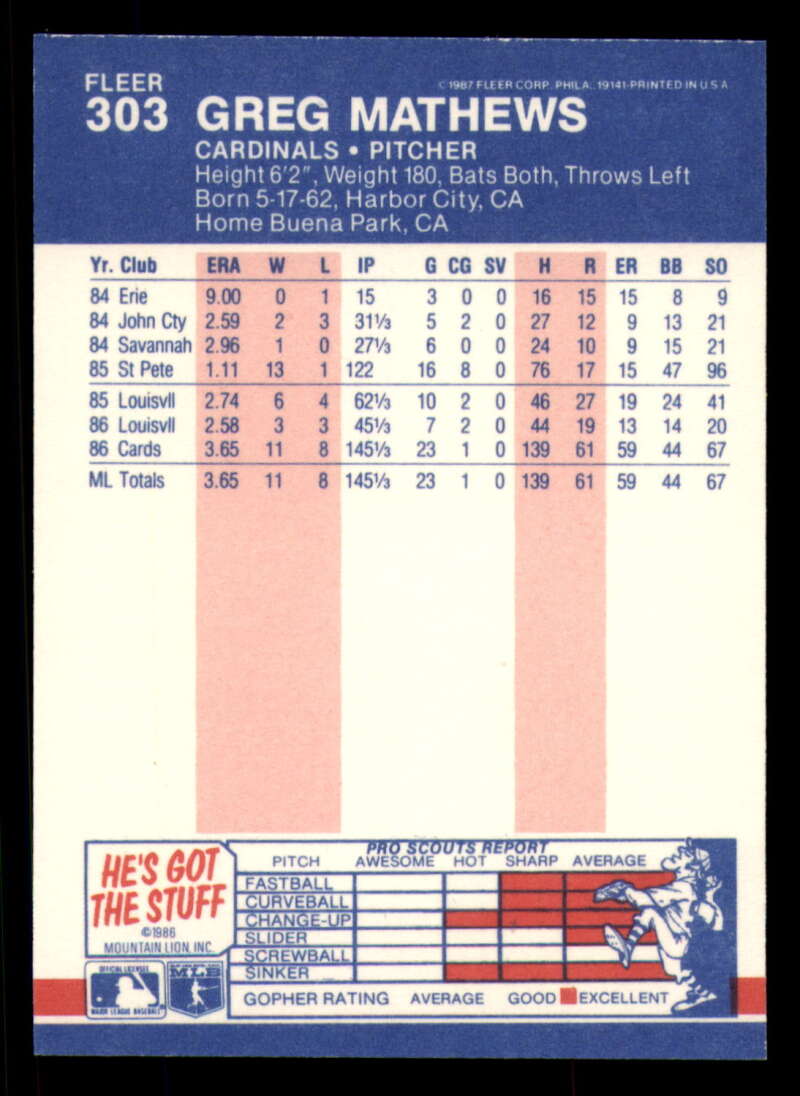 FLEER
© 1987 FLEER CORP. PHILA. 19141-PRINTED IN U S A
303 GREG MATHEWS
CARDINALS • PITCHER
Height 6'2", Weight 180, Bats Both, Throws Left
Born 5-17-62, Harbor City, CA
Home Buena Park, CA
Yr. Club ERA W L IP G CG SV H R ER BB SO
84 Erie 9.00 0 1 15 3 0 0 16 15 15 8 9
84 John Cty 2.59 2 3 31⅓ 5 2 0 27 12 9 13 21
84 Savannah 2.96 1 0 27⅓ 6 0 0 24 10 9 15 21
85 St Pete 1.11 13 1 122 16 8 0 76 17 15 47 96
85 Louisvll 2.74 6 4 62⅓ 10 2 0 46 27 19 24 41
86 Louisvll 2.58 3 3 45⅓ 7 2 0 44 19 13 14 20
86 Cards 3.65 11 8 145⅓ 23 1 0 139 61 59 44 67
ML Totals 3.65 11 8 145⅓ 23 1 0 139 61 59 44 67
HE'S GOT
THE STUFF
©1986
MOUNTAIN LION, INC.
OFFICIAL LICENSEE
MAJOR LEAGUE BASEBALL
MLB
PRO SCOUTS REPORT
PITCH AWESOME HOT SHARP AVERAGE
FASTBALL
CURVEBALL
CHANGE-UP
SLIDER
SCREWBALL
SINKER
GOPHER RATING AVERAGE GOOD EXCELLENT